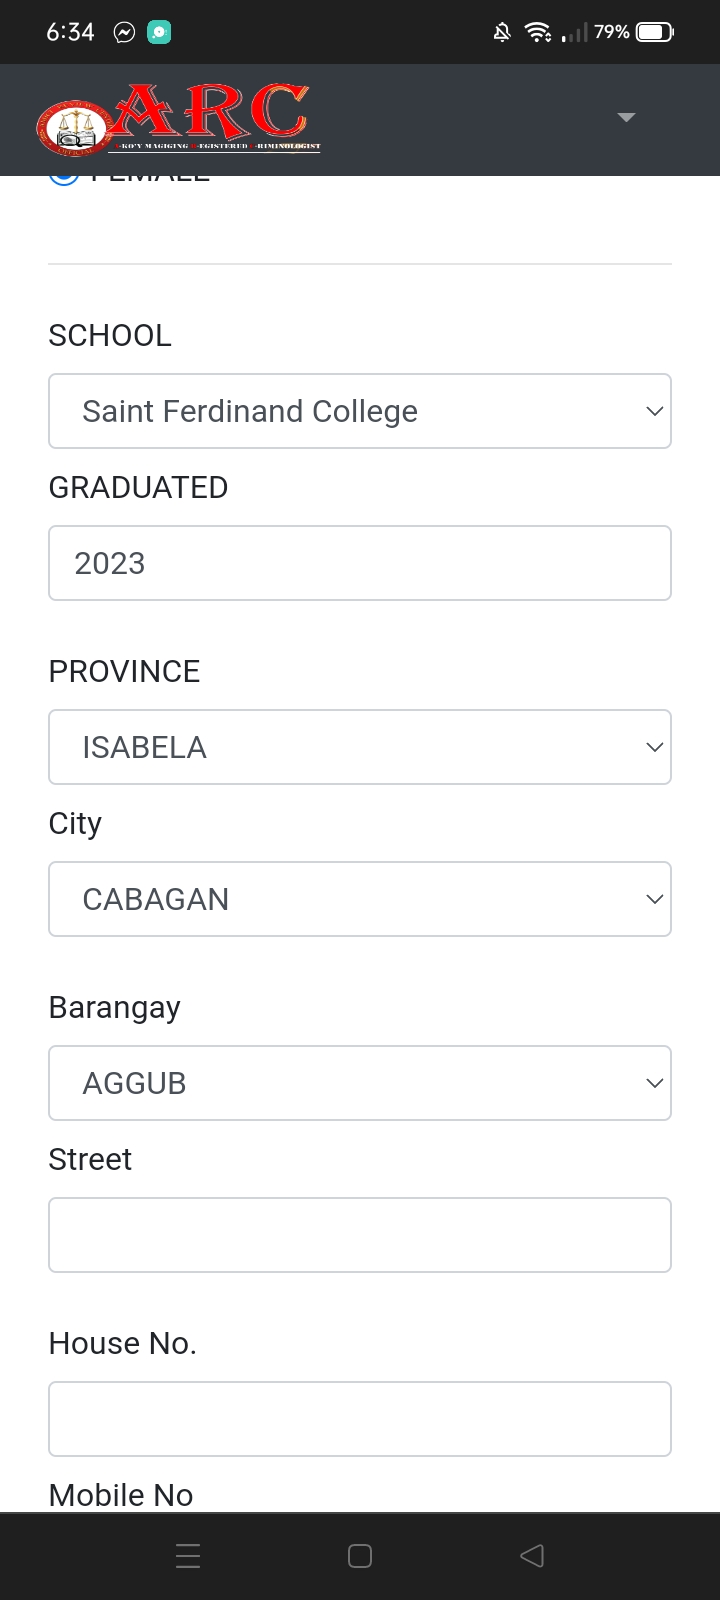 6:34
79%
ARC
AKO'Y MAGIGING REGISTERED CRIMINOLOGIST
FEMALE
SCHOOL
Saint Ferdinand College
GRADUATED
2023
PROVINCE
ISABELA
City
CABAGAN
Barangay
AGGUB
Street
House No.
Mobile No